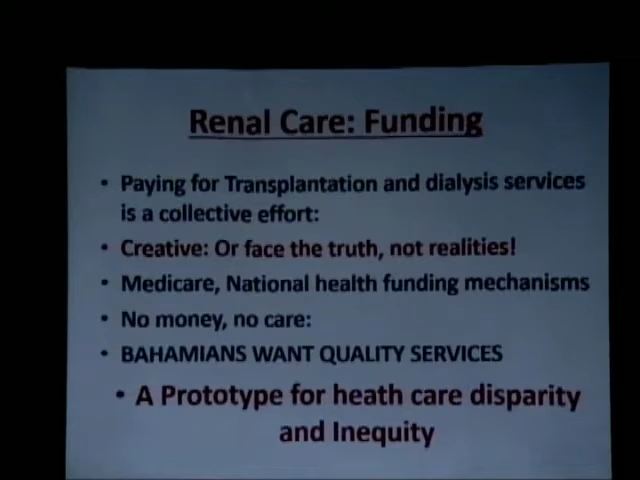 Renal Care: Funding
• Paying for Transplantation and dialysis services
is a collective effort:
• Creative: Or face the truth, not realities!
• Medicare, National health funding mechanisms
• No money, no care:
• BAHAMIANS WANT QUALITY SERVICES
• A Prototype for heath care disparity
and Inequity